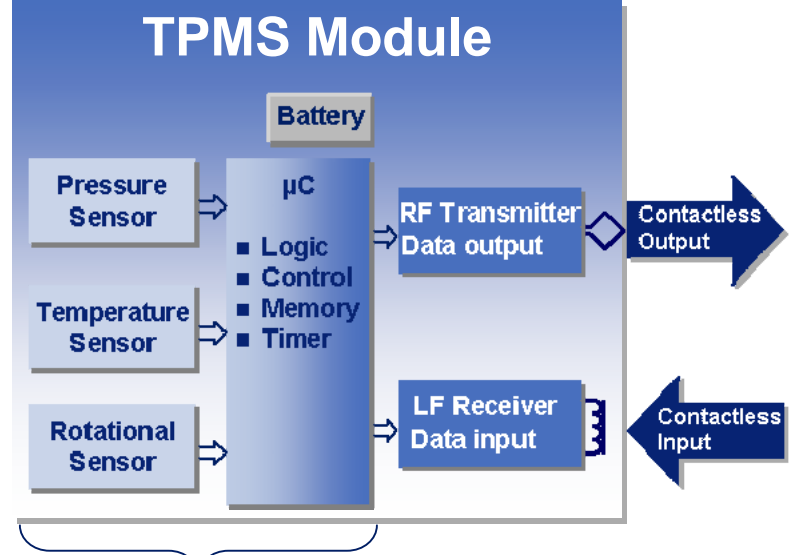 TPMS Module
Battery
Pressure
Sensor
Temperature
Sensor
Rotational
Sensor
µC
■ Logic
■ Control
■ Memory
■ Timer
RF Transmitter
Data output
LF Receiver
Data input
Contactless
Output
Contactless
Input